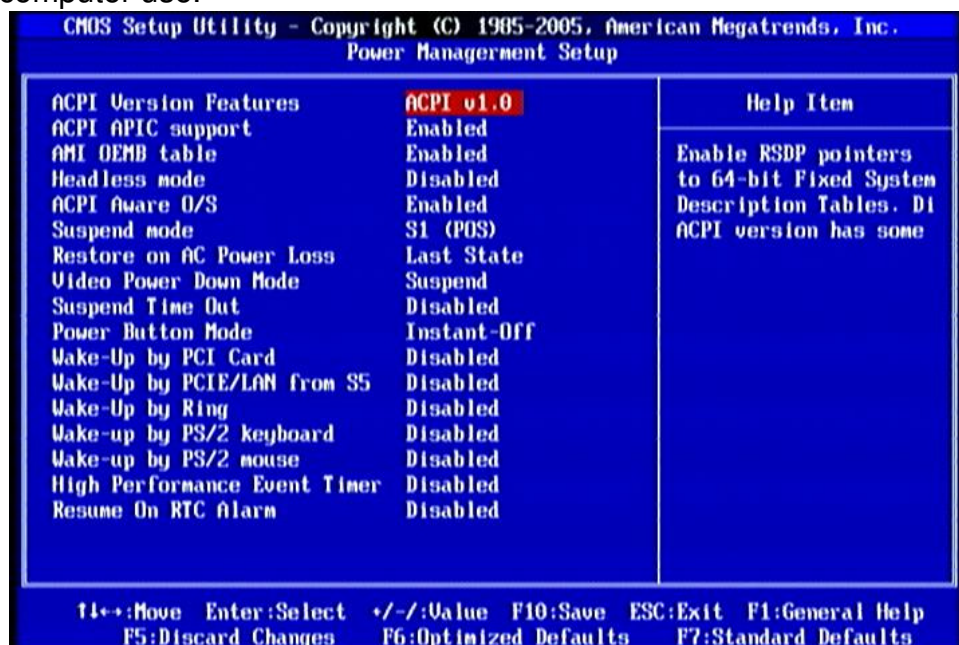 computer use.
CMOS Setup Utility - Copyright (C) 1985-2005, American Megatrends, Inc.
Power Managerment Setup
ACPI Version Features ACPI v1.0
ACPI APIC support Enabled
AMI OEMB table Enabled
Headless mode Disabled
ACPI Aware O/S Enabled
Suspend mode S1 (POS)
Restore on AC Power Loss Last State
Video Power Down Mode Suspend
Suspend Time Out Disabled
Power Button Mode Instant-Off
Wake-Up by PCI Card Disabled
Wake-Up by PCIE/LAN from S5 Disabled
Wake-Up by Ring Disabled
Wake-up by PS/2 keyboard Disabled
Wake-up by PS/2 mouse Disabled
High Performance Event Timer Disabled
Resume On RTC Alarm Disabled
Help Item
Enable RSDP pointers
to 64-bit Fixed System
Description Tables. Di
ACPI version has some
↑↓←→:Move Enter:Select +/-/:Value F10:Save ESC:Exit F1:General Help
F5:Discard Changes F6:Optimized Defaults F7:Standard Defaults